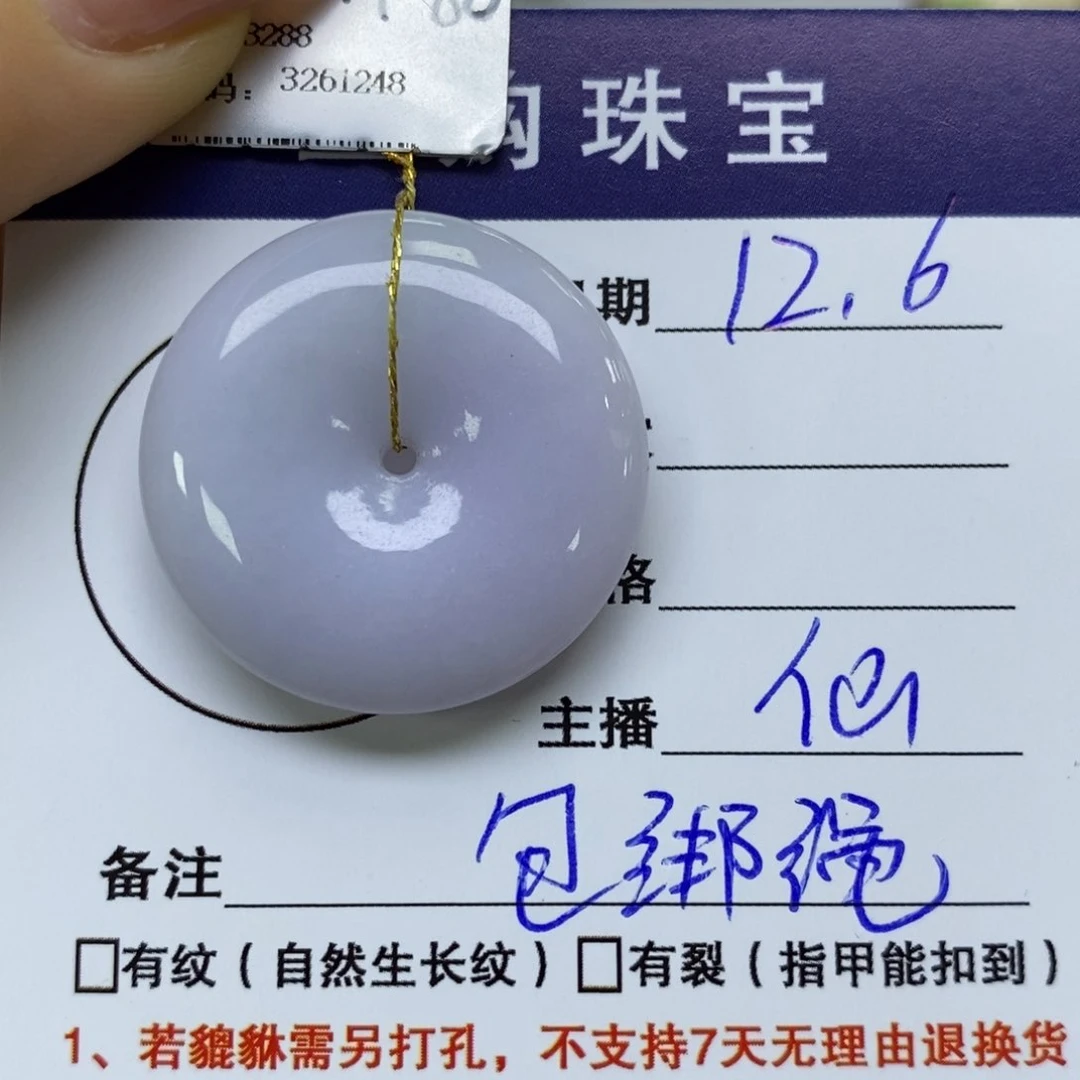 3288
码：3261248
购珠宝
期 12.6
格
主播 仙
备注 包绑绳
□有纹（自然生长纹）□有裂（指甲能扣到）
1、若貔貅需另打孔，不支持7天无理由退换货